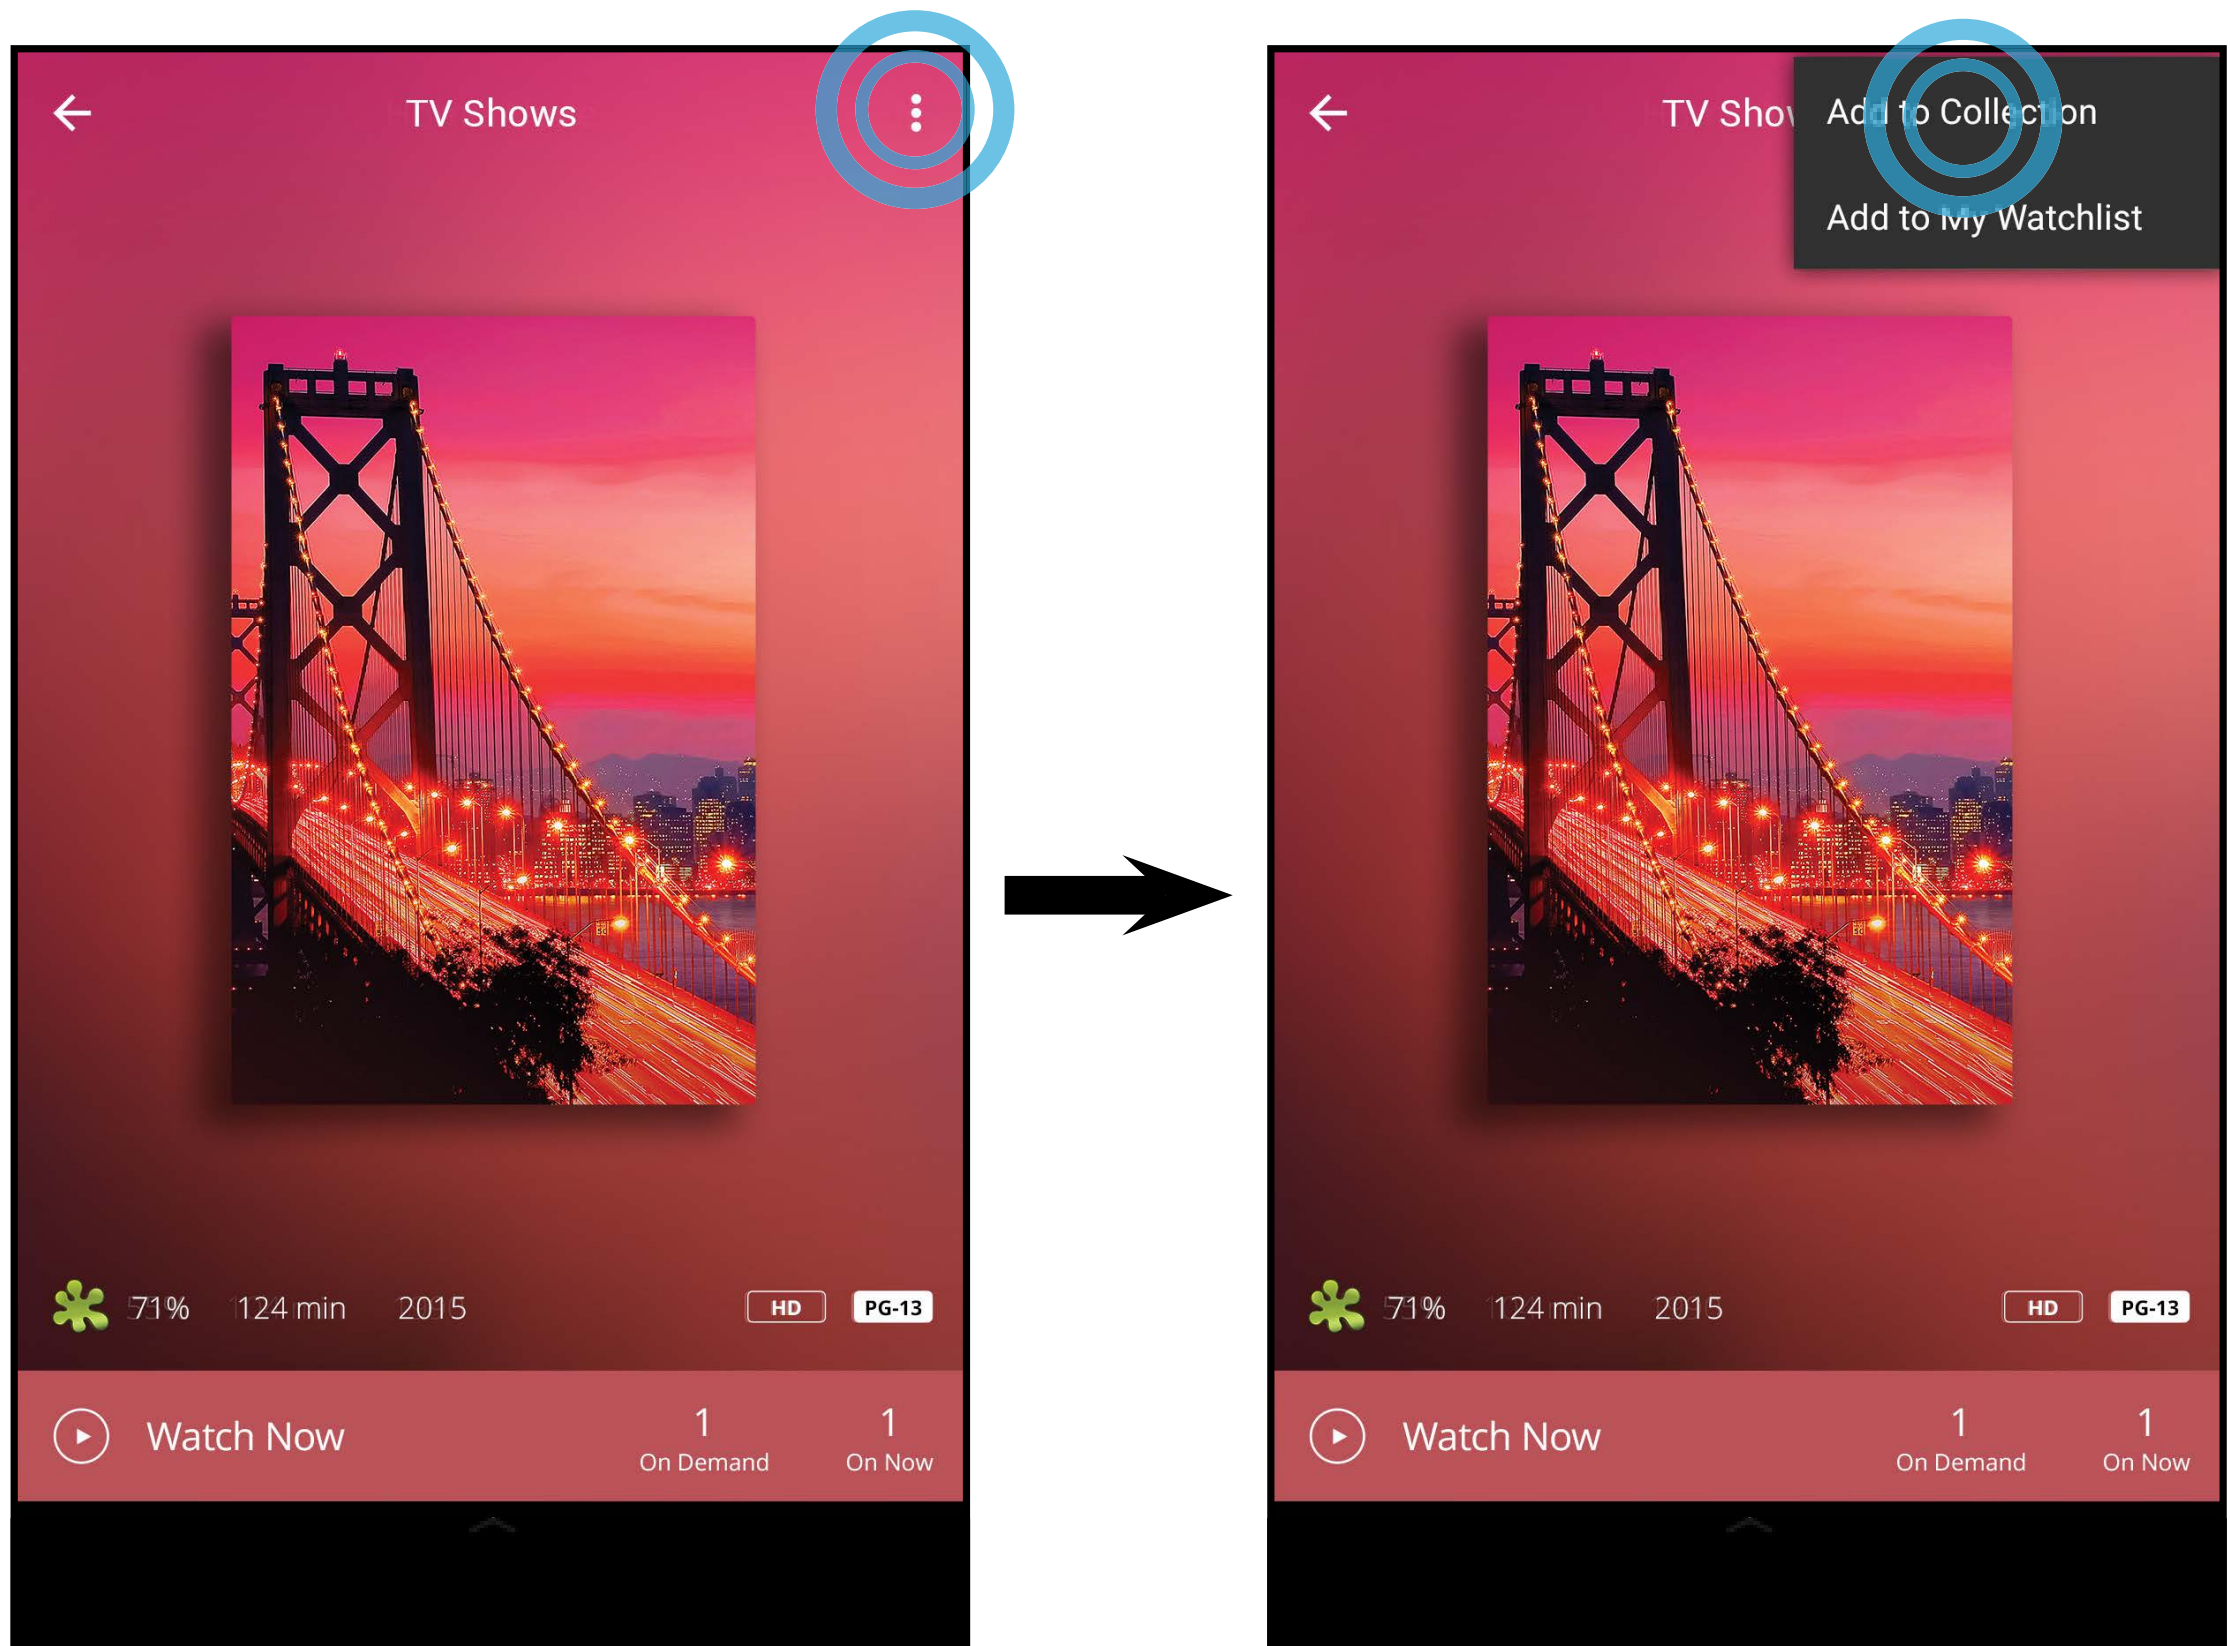 TV Shows
71% 124 min 2015 HD PG-13
Watch Now
1
On Demand
1
On Now
TV Show
Add to Collection
Add to My Watchlist
71% 124 min 2015 HD PG-13
Watch Now
1
On Demand
1
On Now